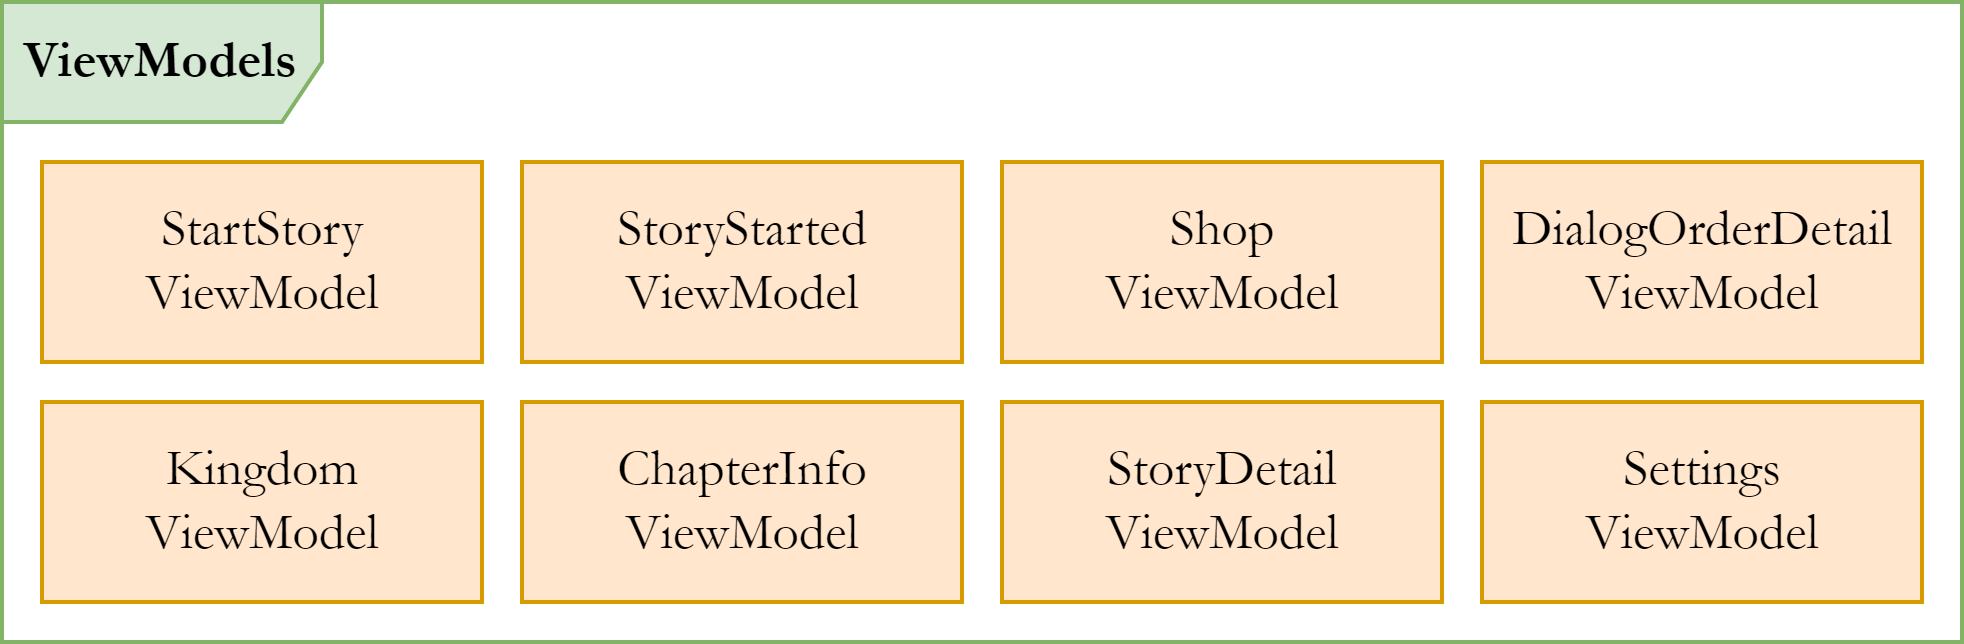 ViewModels
StartStory
ViewModel
StoryStarted
ViewModel
Shop
ViewModel
DialogOrderDetail
ViewModel
Kingdom
ViewModel
ChapterInfo
ViewModel
StoryDetail
ViewModel
Settings
ViewModel